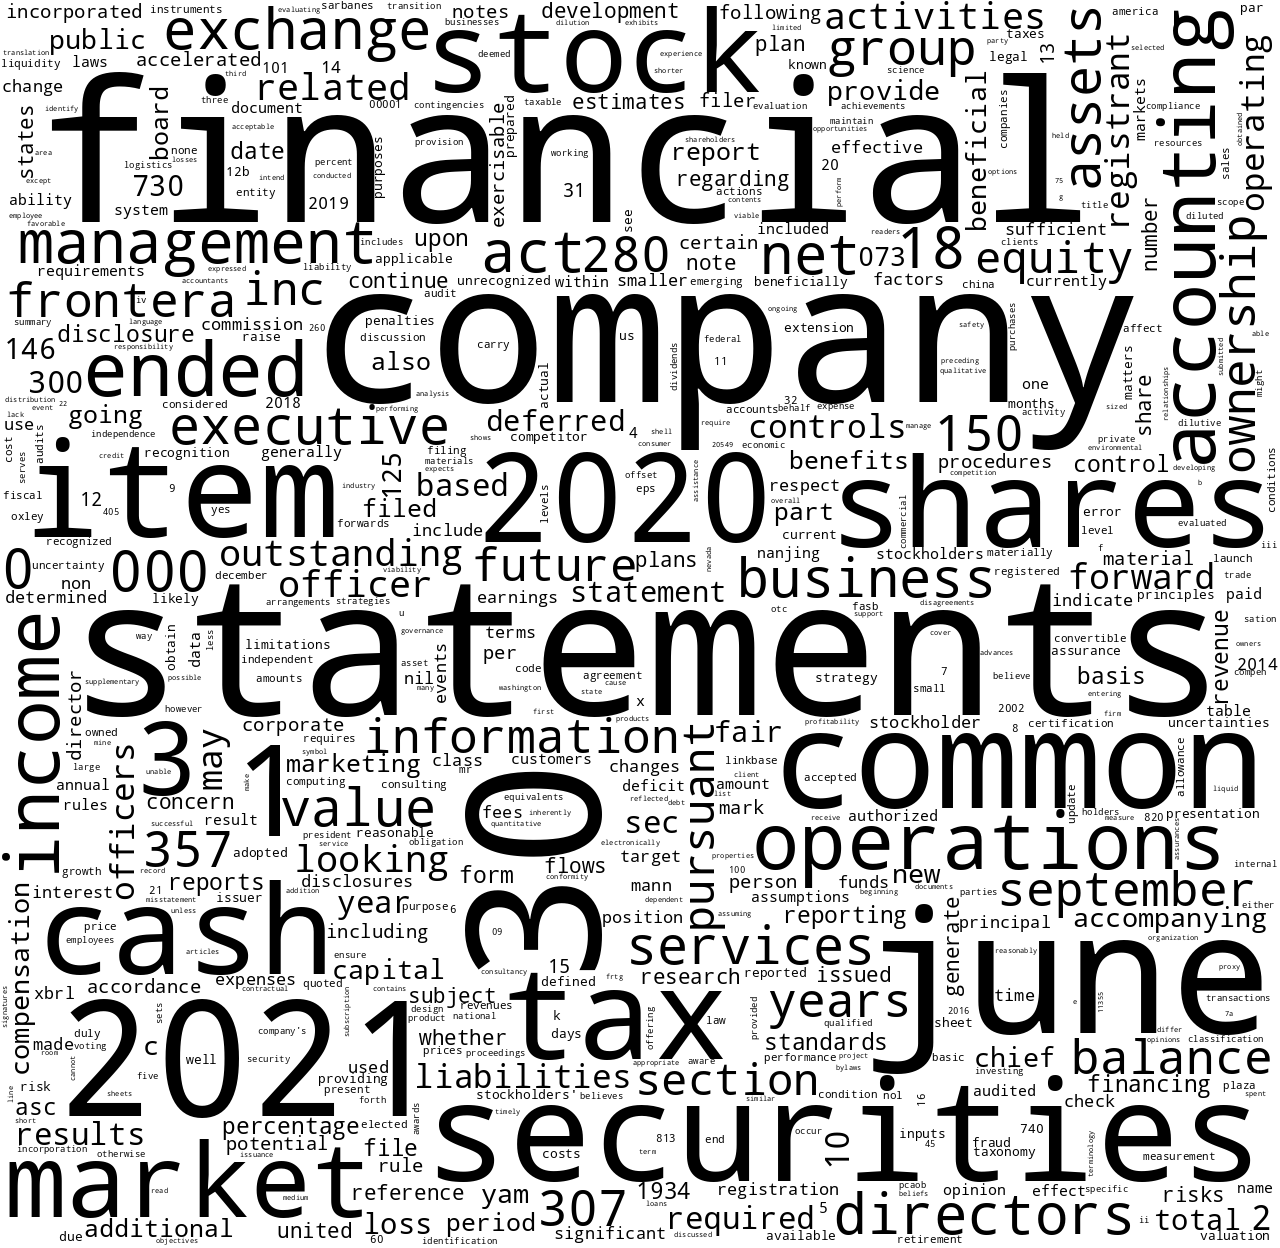 incorporated instruments evaluating sarbanes transition notes development following activities america par
public exchange stock businesses dilution exhibits limited plan group taxes party selected
translation liquidity laws accelerated 101 14 third deemed experience shorter known science legal 13 assets accounting
change related three document 00001 contingencies taxable estimates filer evaluation provide achievements registrant markets compliance operating
financial
states identify board acceptable purposes provision exercisable prepared shareholders maintain opportunities beneficial companies held resources obtained
area none losses date percent working report effective options sales
except logistics 12b intend conducted regarding 20 perform 75
ability 730 entity 2019 31 actions contents 8 title scope
employee favorable system see viable included readers sufficient number diluted ownership
management includes upon act 280 certain net 073 18 equity clients
requirements expressed accountants liability applicable note factors currently
frontera iv inc continue audit unrecognized within smaller emerging beneficially china
company
summary language disclosure commission 260 penalties us ongoing extension safety purchases affect able
responsibility raise discussion carry federal preceding qualitative matters submitted
146 ended also actual dividends 11 one might
300 distribution event 22 considered 2018 analysis performing 32 months share relationships
lack use going executive deferred accounts behalf expense activity sized dilutive
cost audits independence generally shows competitor 4 shell require controls manage 150 private environmental
serves credit recognition filing consumer 20549 economic conditions
item 2020 shares
fiscal 12 9 industry 125 materials expects based offset eps assistance benefits procedures competition control developing b
oxley 405 yes filed levels respect overall commercial error
recognized forwards include part current level evaluated
0 uncertainty 000 outstanding future plans nevada nanjing stockholders materially f material launch iii
non december officer viability business registered forward trade
determined likely arrangements strategies earnings statement otc fasb disagreements indicate principles paid
statements
way obtain data less u governance terms support cover convertible sation
limitations independent per assurance owners
supplementary possible amounts asset nil events code agreement strategy 7 advances believe basis revenue 2014
many washington state cause small entering compen
income however first x 2002 firm table
director owned corporate products profitability stockholder 8 certification uncertainties
mine 3 may requires information pursuant fair common
large symbol marketing class customers linkbase accepted allowance
annual unable make computing mr consulting changes client amount liquid
rules concern 1 value equivalents deficit reflected debt list mark update holders
officers successful result president fees inherently quantitative sec receive authorized measure 820 presentation
service reasonable obligation electronically operations
357 adopted looking 30 target properties assurances internal
growth record form flows conformity 100 new documents
interest 21 reports disclosures mann person funds parties september either
misstatement issuer addition dependent assumptions beginning
compensation unless year purpose 6 position assuming reporting principal accompanying
price cash including 09 services generate june organization
employees articles ensure reasonably
expenses capital consultancy 15 frtg research reported issued proxy
xbrl accordance contractual quoted contains defined
signatures sets subscription subject revenues tax provided years time e 11355 transactions
2021 design product national k offering law qualified 2016 7a
made duly voting c company's whether days standards sheet differ classification
room well security used prices proceedings appropriate aware performance project basic chief opinions balance
cannot five providing liabilities bylaws investing
line risk sheets present stockholders' believes section condition nol audited financing plaza
asc forth similar 16 check spent
short percentage elected awards timely securities
results potential file 813 end occur 10 inputs 740
incorporation otherwise issuance rule costs term 45 fraud taxonomy terminology measurement
market read medium reference yam 307 1934 registration pcaob beliefs opinion effect specific risks name
loans
additional united loss period required 5 directors ii total 2
due objectives 60 identification significant discussed available retirement valuation